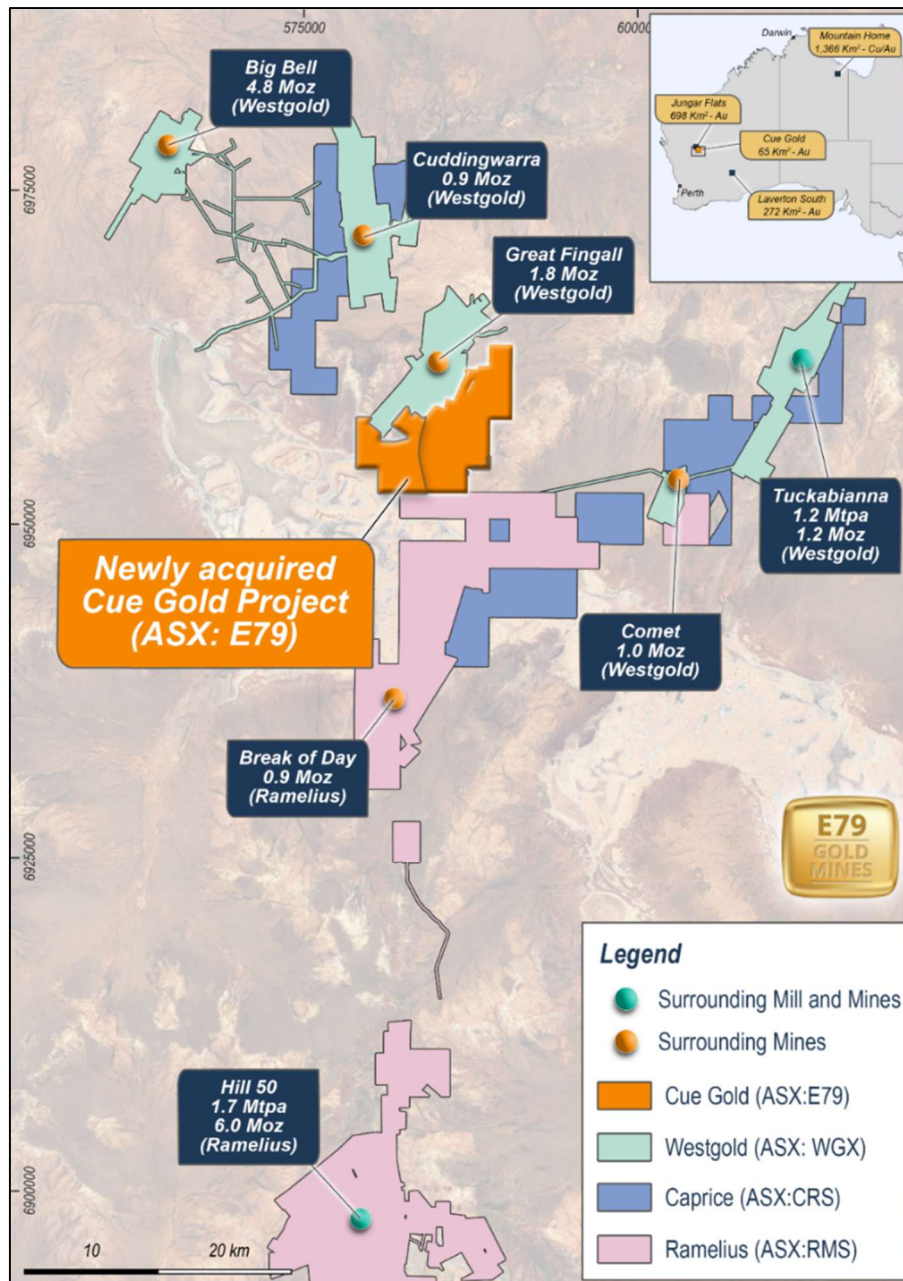 575000
600000
6975000
6950000
6925000
6900000
Darwin
Mountain Home
1,366 Km² - Cu/Au
Jungar Flats
698 Km² - Au
Cue Gold
65 Km² - Au
Perth
Laverton South
272 Km² - Au
Big Bell
4.8 Moz
(Westgold)
Cuddingwarra
0.9 Moz
(Westgold)
Great Fingall
1.8 Moz
(Westgold)
Tuckabianna
1.2 Mtpa
1.2 Moz
(Westgold)
Newly acquired
Cue Gold Project
(ASX: E79)
Comet
1.0 Moz
(Westgold)
Break of Day
0.9 Moz
(Ramelius)
E79
GOLD
MINES
Hill 50
1.7 Mtpa
6.0 Moz
(Ramelius)
Legend
Surrounding Mill and Mines
Surrounding Mines
Cue Gold (ASX:E79)
Westgold (ASX: WGX)
Caprice (ASX:CRS)
Ramelius (ASX:RMS)
10
20 km